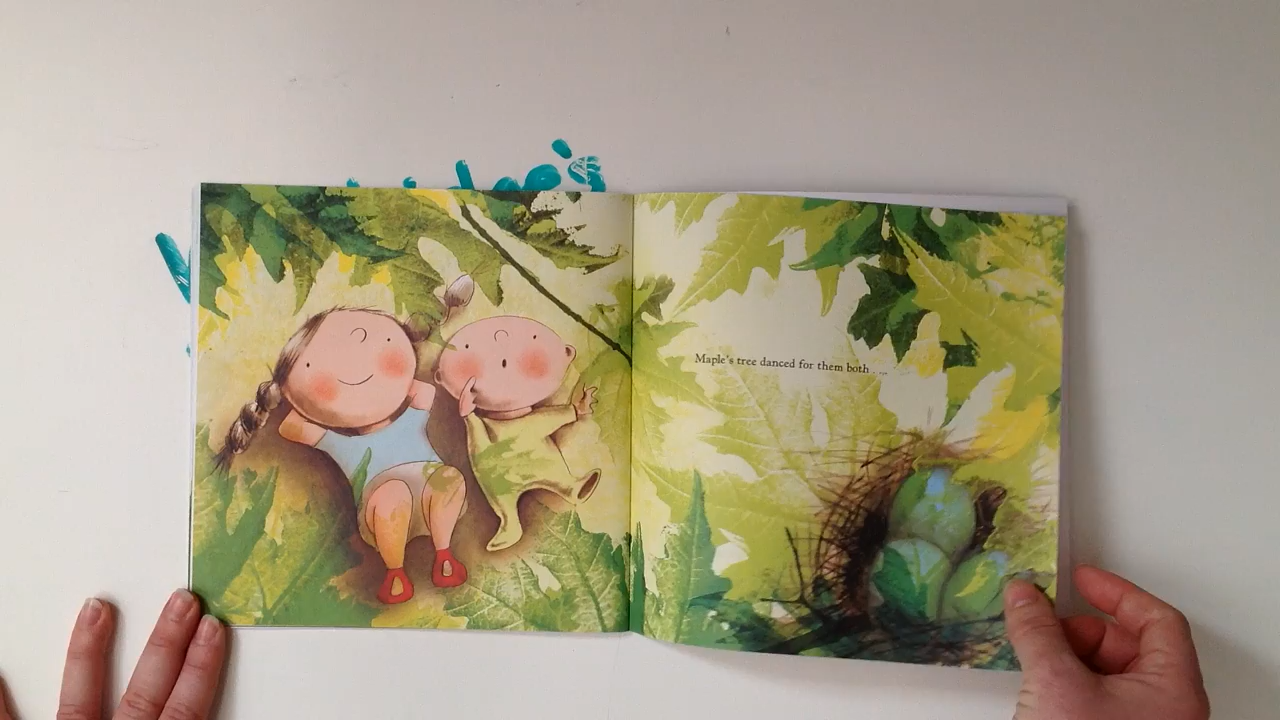 Maple's tree danced for them both . . .